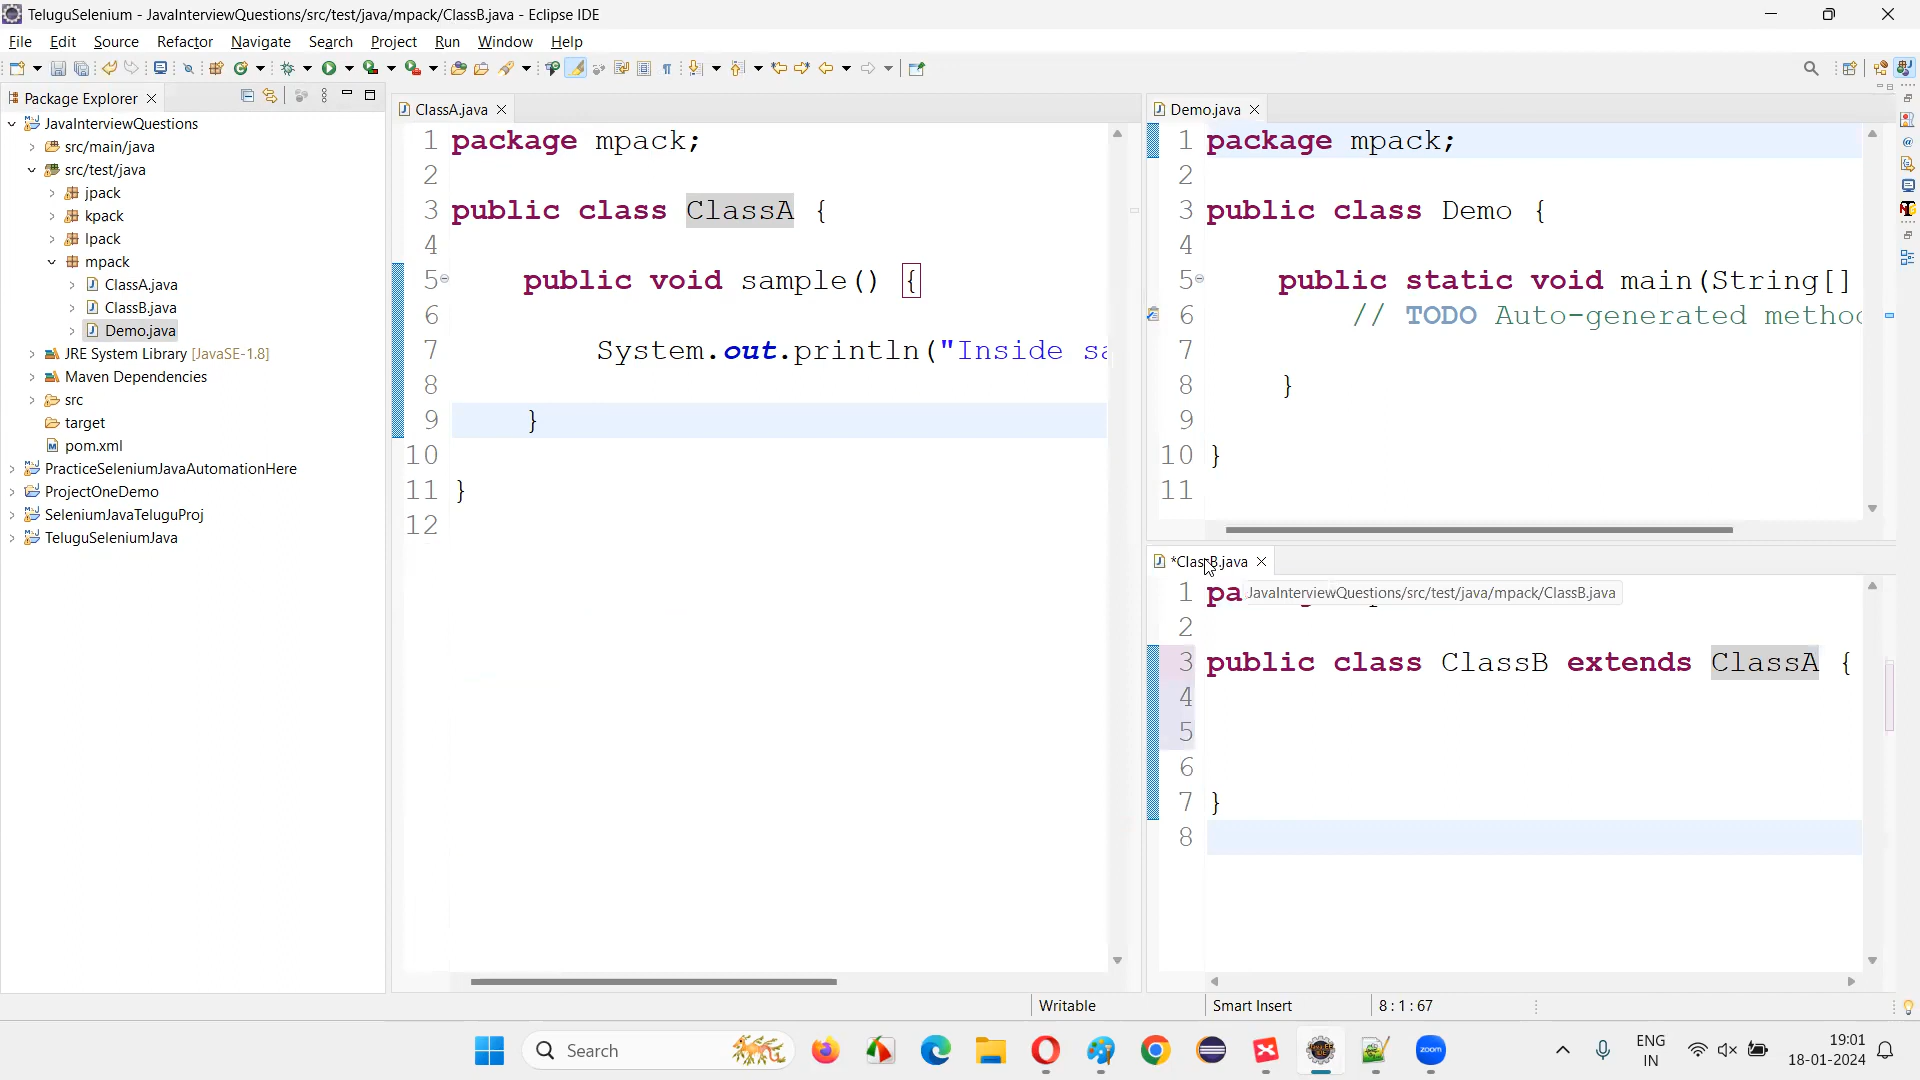 TeluguSelenium - JavaInterviewQuestions/src/test/java/mpack/ClassB.java - Eclipse IDE
File Edit Source Refactor Navigate Search Project Run Window Help
Package Explorer
JavaInterviewQuestions
src/main/java
src/test/java
jpack
kpack
lpack
mpack
ClassA.java
ClassB.java
Demo.java
JRE System Library [JavaSE-1.8]
Maven Dependencies
src
target
pom.xml
PracticeSeleniumJavaAutomationHere
ProjectOneDemo
SeleniumJavaTeluguProj
TeluguSeleniumJava
ClassA.java
1 package mpack;
2
3 public class ClassA {
4
5 public void sample() {
6
7 System.out.println("Inside sa
8
9 }
10
11 }
12
Demo.java
1 package mpack;
2
3 public class Demo {
4
5 public static void main(String[]
6 // TODO Auto-generated method
7
8 }
9
10 }
11
*ClassB.java
JavaInterviewQuestions/src/test/java/mpack/ClassB.java
1 pa
2
3 public class ClassB extends ClassA {
4
5
6
7 }
8
Writable Smart Insert 8 : 1 : 67
Search
zoom
ENG
IN
19:01
18-01-2024